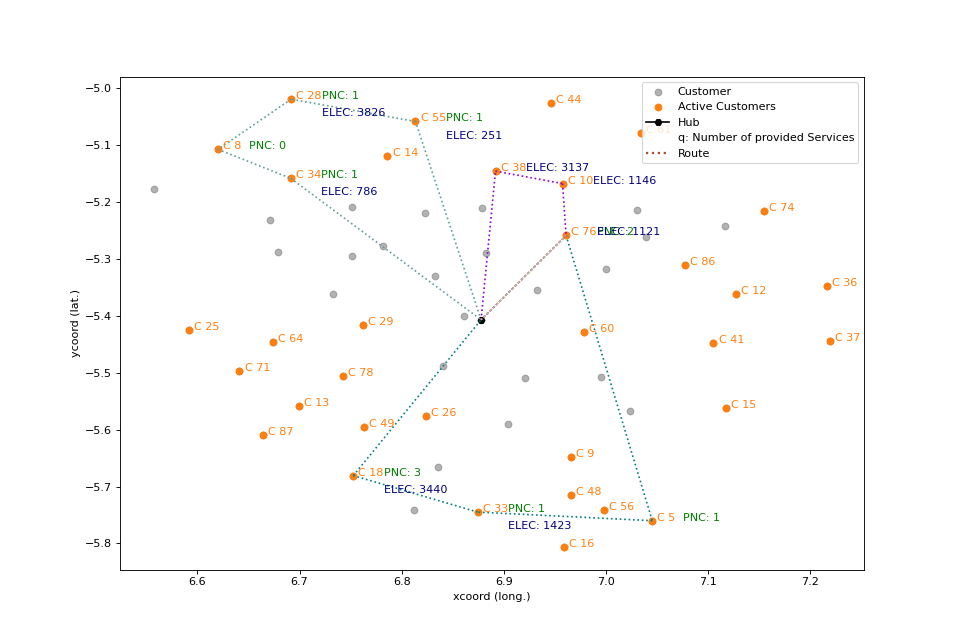 Customer
Active Customers
Hub
q: Number of provided Services
Route
C 28 PNC: 1
ELEC: 3826
C 44
C 55 PNC: 1
ELEC: 251
C 81
C 8 PNC: 0
C 14
C 34 PNC: 1
ELEC: 786
C 38 ELEC: 3137
C 10 ELEC: 1146
C 74
C 76 PNC: 2 ELEC: 1121
C 86
C 36
C 12
C 25
C 29
C 60
C 64
C 41
C 37
C 71
C 78
C 13
C 15
C 26
C 49
C 87
C 9
C 18 PNC: 3
ELEC: 3440
C 48
C 33 PNC: 1
ELEC: 1423
C 56
C 5 PNC: 1
C 16
−5.0
−5.1
−5.2
−5.3
−5.4
−5.5
−5.6
−5.7
−5.8
ycoord (lat.)
6.6 6.7 6.8 6.9 7.0 7.1 7.2
xcoord (long.)